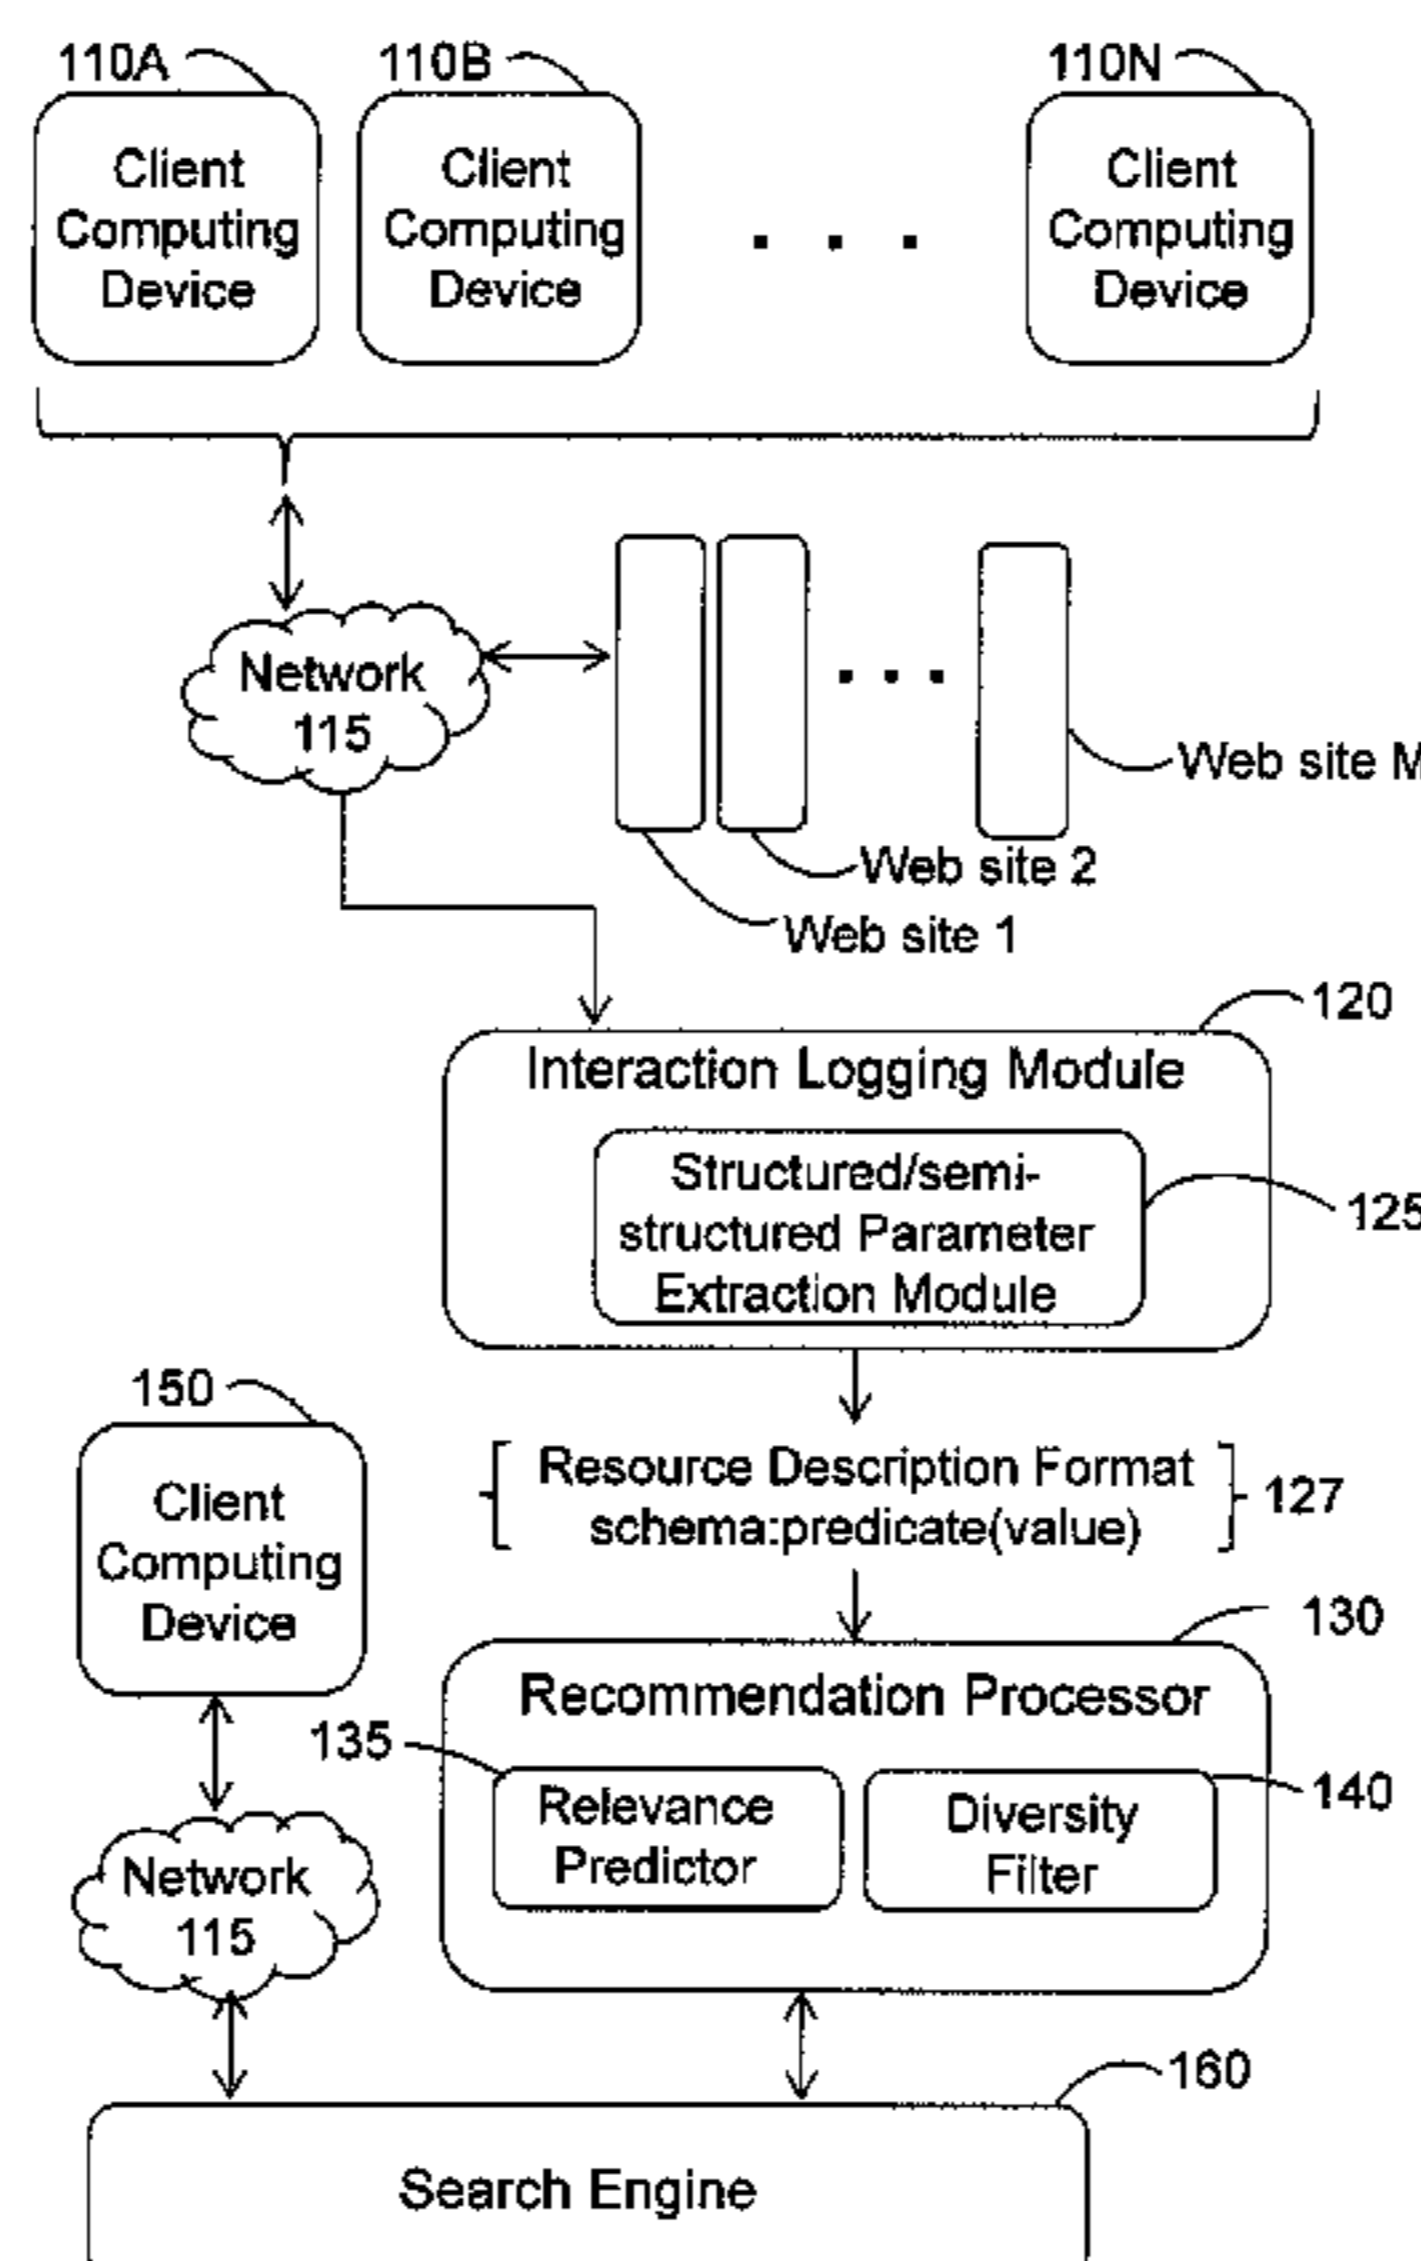 110A
110B
110N
Client
Computing
Device
Client
Computing
Device
Client
Computing
Device
Network
115
Web site M
Web site 2
Web site 1
120
Interaction Logging Module
Structured/semi-
structured Parameter
Extraction Module
125
150
Client
Computing
Device
Resource Description Format
schema:predicate(value)
127
130
Recommendation Processor
135
Relevance
Predictor
140
Diversity
Filter
Network
115
160
Search Engine